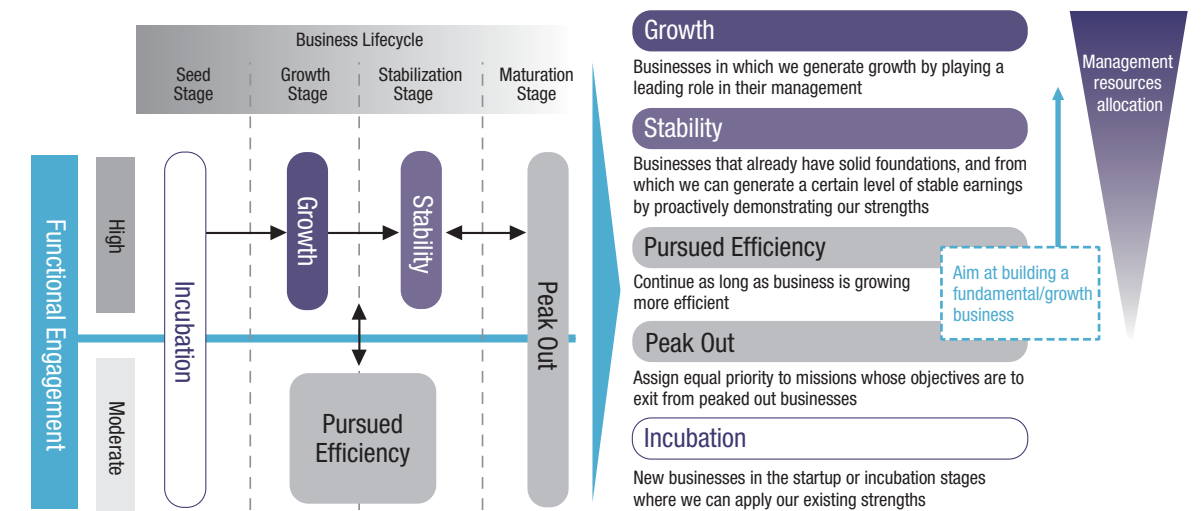 Business Lifecycle
Seed
Stage
Growth
Stage
Stabilization
Stage
Maturation
Stage
Functional Engagement
High
Moderate
Incubation
Growth
Stability
Peak Out
Pursued
Efficiency
Growth
Businesses in which we generate growth by playing a
leading role in their management
Stability
Businesses that already have solid foundations, and from
which we can generate a certain level of stable earnings
by proactively demonstrating our strengths
Pursued Efficiency
Continue as long as business is growing
more efficient
Peak Out
Assign equal priority to missions whose objectives are to
exit from peaked out businesses
Incubation
New businesses in the startup or incubation stages
where we can apply our existing strengths
Aim at building a
fundamental/growth
business
Management
resources
allocation